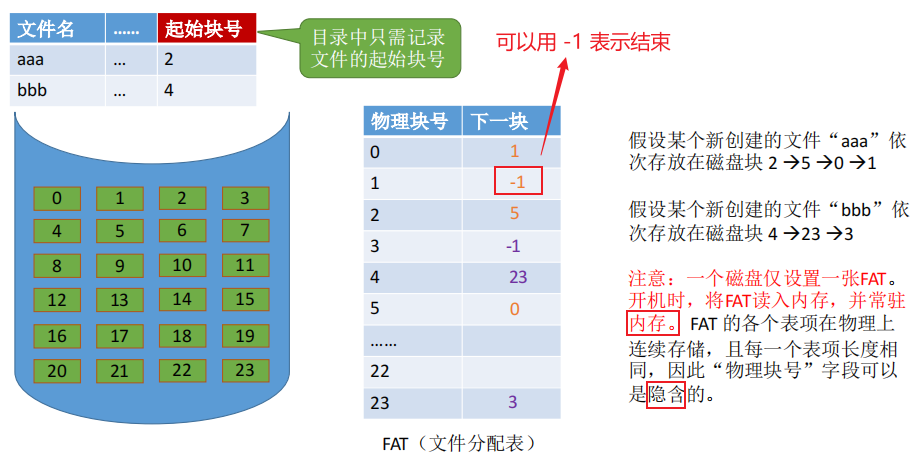 文件名 …… 起始块号
aaa … 2
bbb … 4
目录中只需记录
文件的起始块号
可以用 -1 表示结束
0 1 2 3
4 5 6 7
8 9 10 11
12 13 14 15
16 17 18 19
20 21 22 23
物理块号 下一块
0 1
1 -1
2 5
3 -1
4 23
5 0
……
22
23 3
FAT（文件分配表）
假设某个新创建的文件“aaa”依
次存放在磁盘块 2 →5 →0 →1
假设某个新创建的文件“bbb”依
次存放在磁盘块 4 →23 →3
注意：一个磁盘仅设置一张FAT。
开机时，将FAT读入内存，并常驻
内存。FAT 的各个表项在物理上
连续存储，且每一个表项长度相
同，因此“物理块号”字段可以
是隐含的。